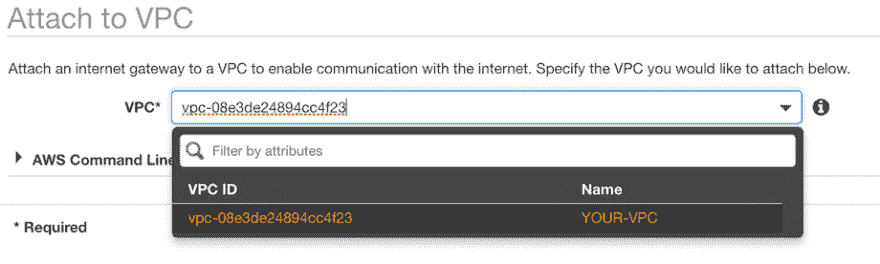 Attach to VPC
Attach an internet gateway to a VPC to enable communication with the internet. Specify the VPC you would like to attach below.
VPC* vpc-08e3de24894cc4f23
Filter by attributes
AWS Command Line
VPC ID Name
vpc-08e3de24894cc4f23 YOUR-VPC
* Required